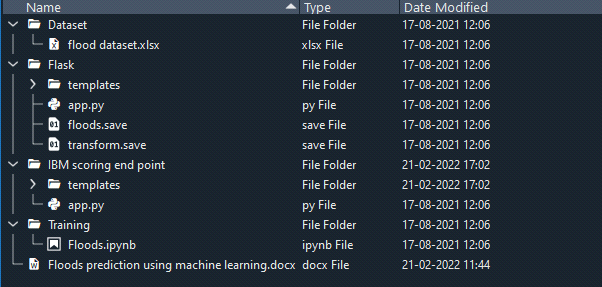 Name Type Date Modified
Dataset File Folder 17-08-2021 12:06
flood dataset.xlsx xlsx File 17-08-2021 12:06
Flask File Folder 17-08-2021 12:06
templates File Folder 17-08-2021 12:06
app.py py File 17-08-2021 12:06
01 floods.save save File 17-08-2021 12:06
01 transform.save save File 17-08-2021 12:06
IBM scoring end point File Folder 21-02-2022 17:02
templates File Folder 21-02-2022 17:02
app.py py File 17-08-2021 12:06
Training File Folder 17-08-2021 12:06
Floods.ipynb ipynb File 17-08-2021 12:06
W Floods prediction using machine learning.docx docx File 21-02-2022 11:44